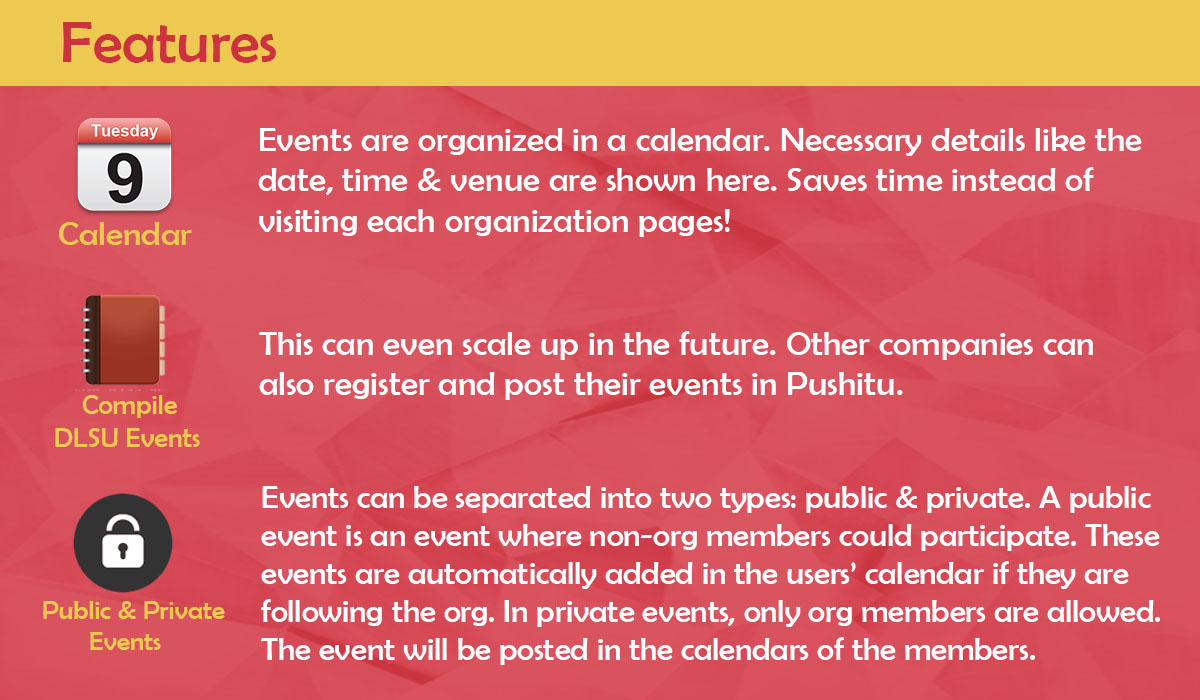 Features
Tuesday
9
Calendar
Events are organized in a calendar. Necessary details like the
date, time & venue are shown here. Saves time instead of
visiting each organization pages!
Compile
DLSU Events
This can even scale up in the future. Other companies can
also register and post their events in Pushitu.
Public & Private
Events
Events can be separated into two types: public & private. A public
event is an event where non-org members could participate. These
events are automatically added in the users’ calendar if they are
following the org. In private events, only org members are allowed.
The event will be posted in the calendars of the members.